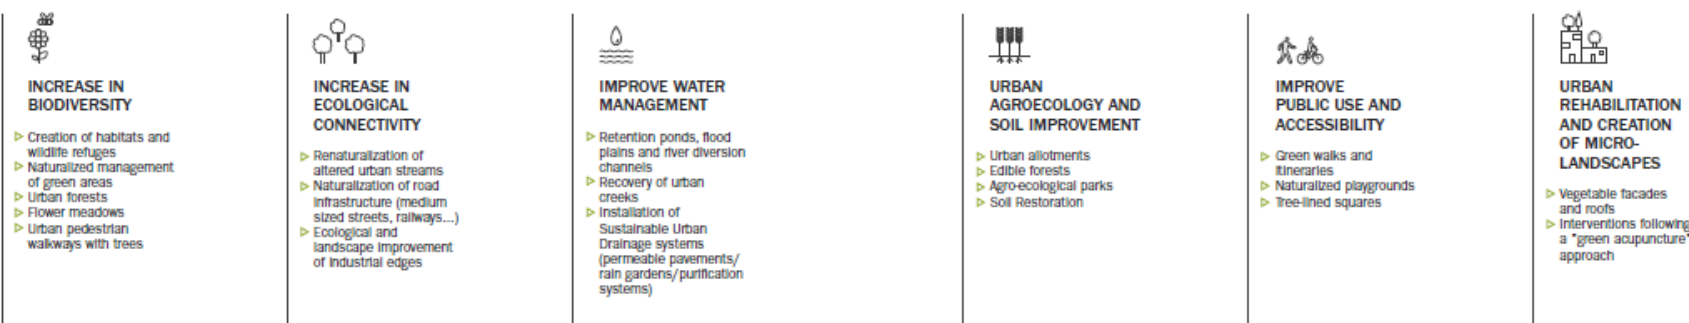 INCREASE IN
BIODIVERSITY
Creation of habitats and
wildlife refuges
Naturalized management
of green areas
Urban forests
Flower meadows
Urban pedestrian
walkways with trees
INCREASE IN
ECOLOGICAL
CONNECTIVITY
Renaturalization of
altered urban streams
Naturalization of road
infrastructure (medium
sized streets, railways...)
Ecological and
landscape improvement
of industrial edges
IMPROVE WATER
MANAGEMENT
Retention ponds, flood
plains and river diversion
channels
Recovery of urban
creeks
Installation of
Sustainable Urban
Drainage systems
(permeable pavements/
rain gardens/purification
systems)
URBAN
AGROECOLOGY AND
SOIL IMPROVEMENT
Urban allotments
Edible forests
Agro-ecological parks
Soil Restoration
IMPROVE
PUBLIC USE AND
ACCESSIBILITY
Green walks and
itineraries
Naturalized playgrounds
Tree-lined squares
URBAN
REHABILITATION
AND CREATION
OF MICRO-
LANDSCAPES
Vegetable facades
and roofs
Interventions following
a "green acupuncture"
approach